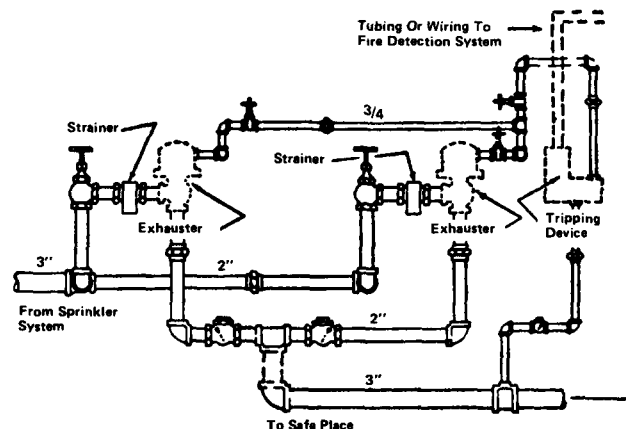 Tubing Or Wiring To
Fire Detection System
3/4
Strainer
Strainer
Exhauster
Exhauster
Tripping
Device
3"
2"
From Sprinkler
System
2"
3"
To Safe Place